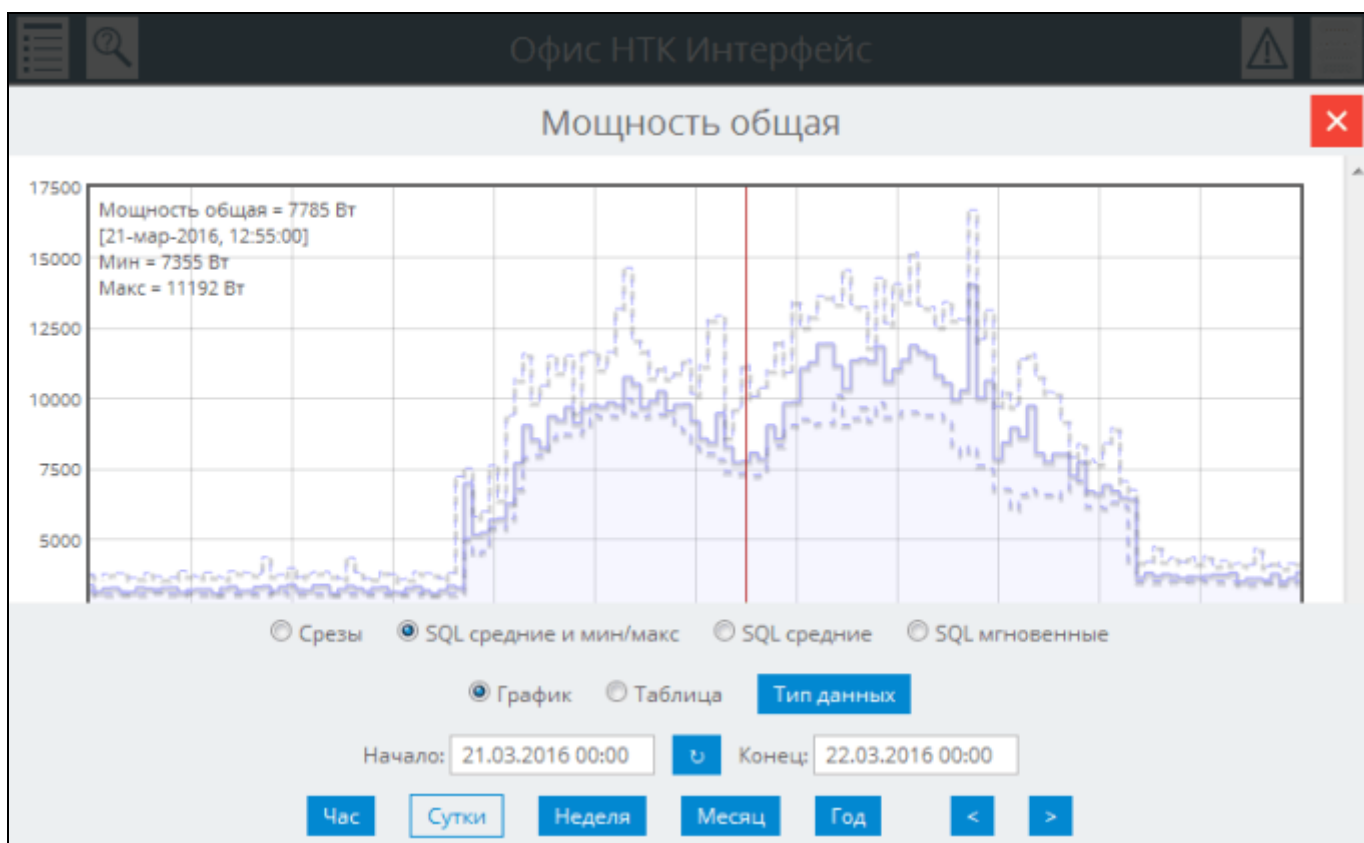 Офис НТК Интерфейс
Мощность общая
17500
Мощность общая = 7785 Вт
[21-мар-2016, 12:55:00]
15000
Мин = 7355 Вт
Макс = 11192 Вт
12500
10000
7500
5000
Срезы SQL средние и мин/макс SQL средние SQL мгновенные
График Таблица Тип данных
Начало: 21.03.2016 00:00 ↻ Конец: 22.03.2016 00:00
Час Сутки Неделя Месяц Год < >